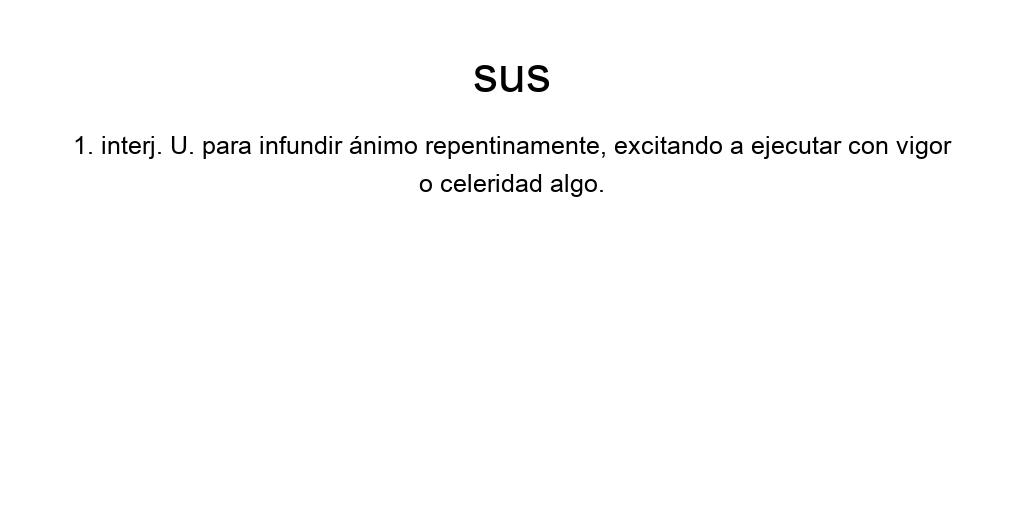 sus
1. interj. U. para infundir ánimo repentinamente, excitando a ejecutar con vigor
o celeridad algo.